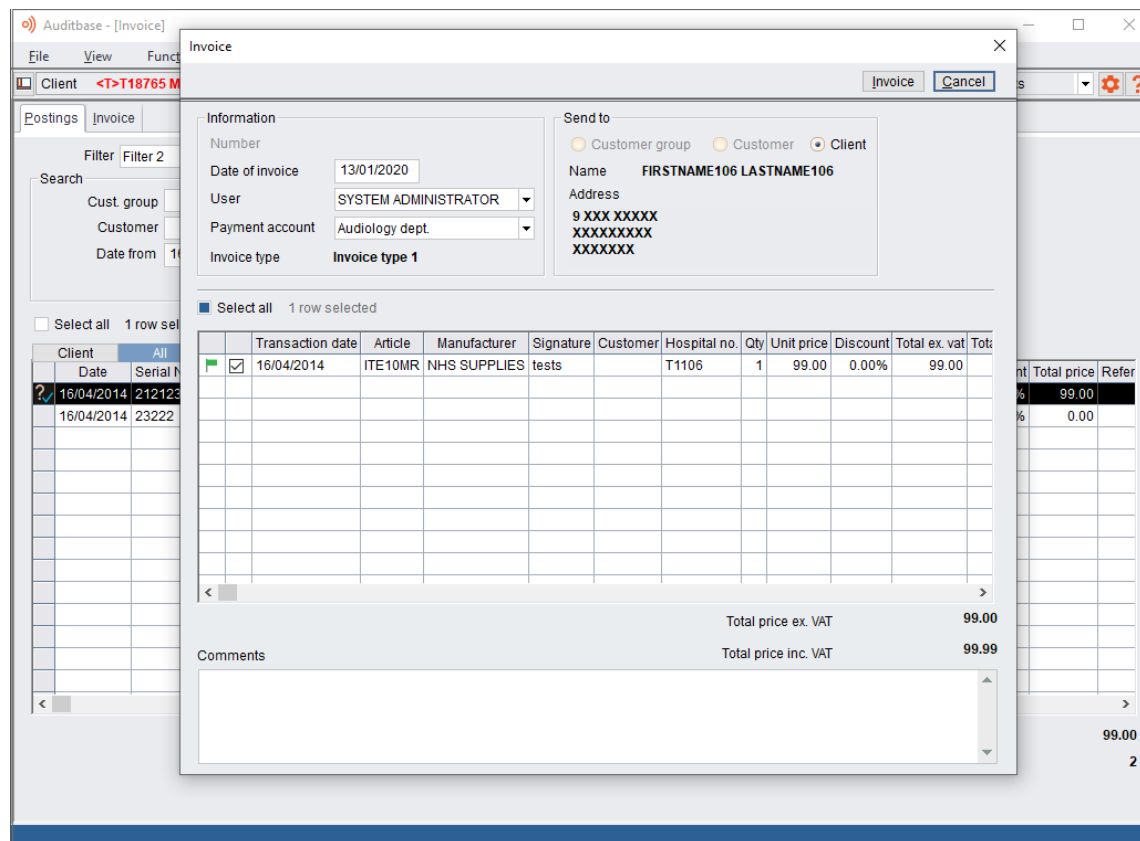 Auditbase - [Invoice]
File View Funct
Client <T>T18765 M
Postings Invoice
Filter Filter 2
Search
Cust. group
Customer
Date from
Select all 1 row sel
Client All
Date Serial N
16/04/2014 212123
16/04/2014 23222
Invoice
Invoice Cancel
Information
Number
Date of invoice 13/01/2020
User SYSTEM ADMINISTRATOR
Payment account Audiology dept.
Invoice type Invoice type 1
Send to
Customer group Customer Client
Name FIRSTNAME106 LASTNAME106
Address
9 XXX XXXXX
XXXXXXXXX
XXXXXXX
Select all 1 row selected
Transaction date Article Manufacturer Signature Customer Hospital no. Qty Unit price Discount Total ex. vat Tota
16/04/2014 ITE10MR NHS SUPPLIES tests T1106 1 99.00 0.00% 99.00
Total price ex. VAT 99.00
Total price inc. VAT 99.99
Comments
nt Total price Refer
% 99.00
% 0.00
99.00
2